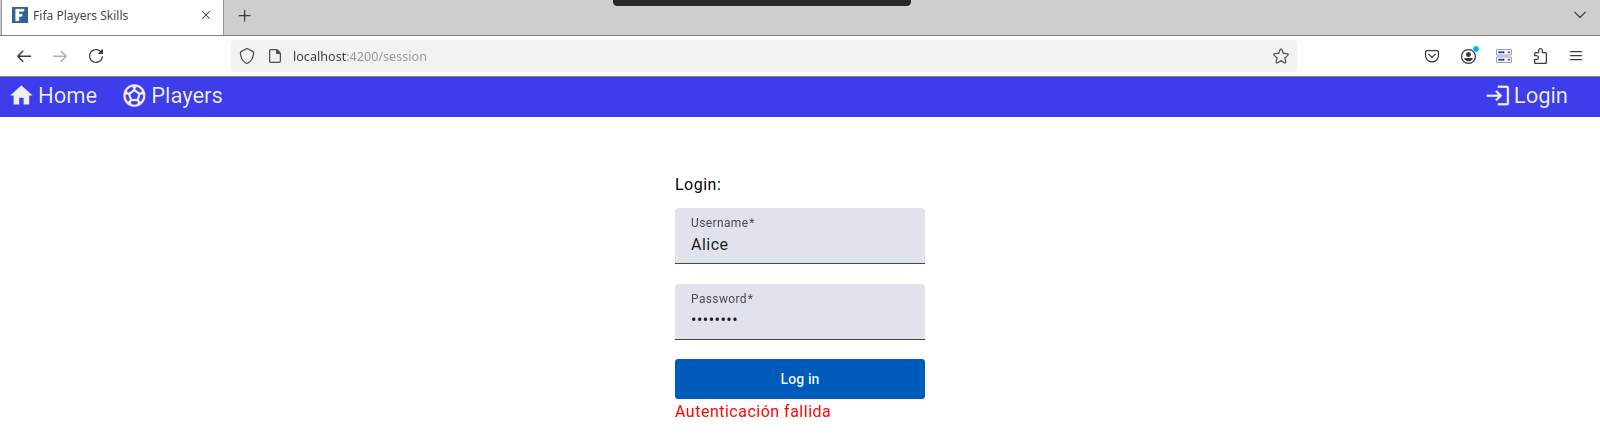 Fifa Players Skills
localhost:4200/session
Home Players Login
Login:
Username*
Alice
Password*
••••••••
Log in
Autenticación fallida